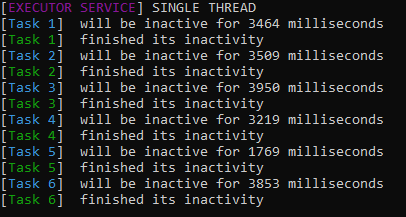 [EXECUTOR SERVICE] SINGLE THREAD
[Task 1]  will be inactive for 3464 milliseconds
[Task 1]  finished its inactivity
[Task 2]  will be inactive for 3509 milliseconds
[Task 2]  finished its inactivity
[Task 3]  will be inactive for 3950 milliseconds
[Task 3]  finished its inactivity
[Task 4]  will be inactive for 3219 milliseconds
[Task 4]  finished its inactivity
[Task 5]  will be inactive for 1769 milliseconds
[Task 5]  finished its inactivity
[Task 6]  will be inactive for 3853 milliseconds
[Task 6]  finished its inactivity